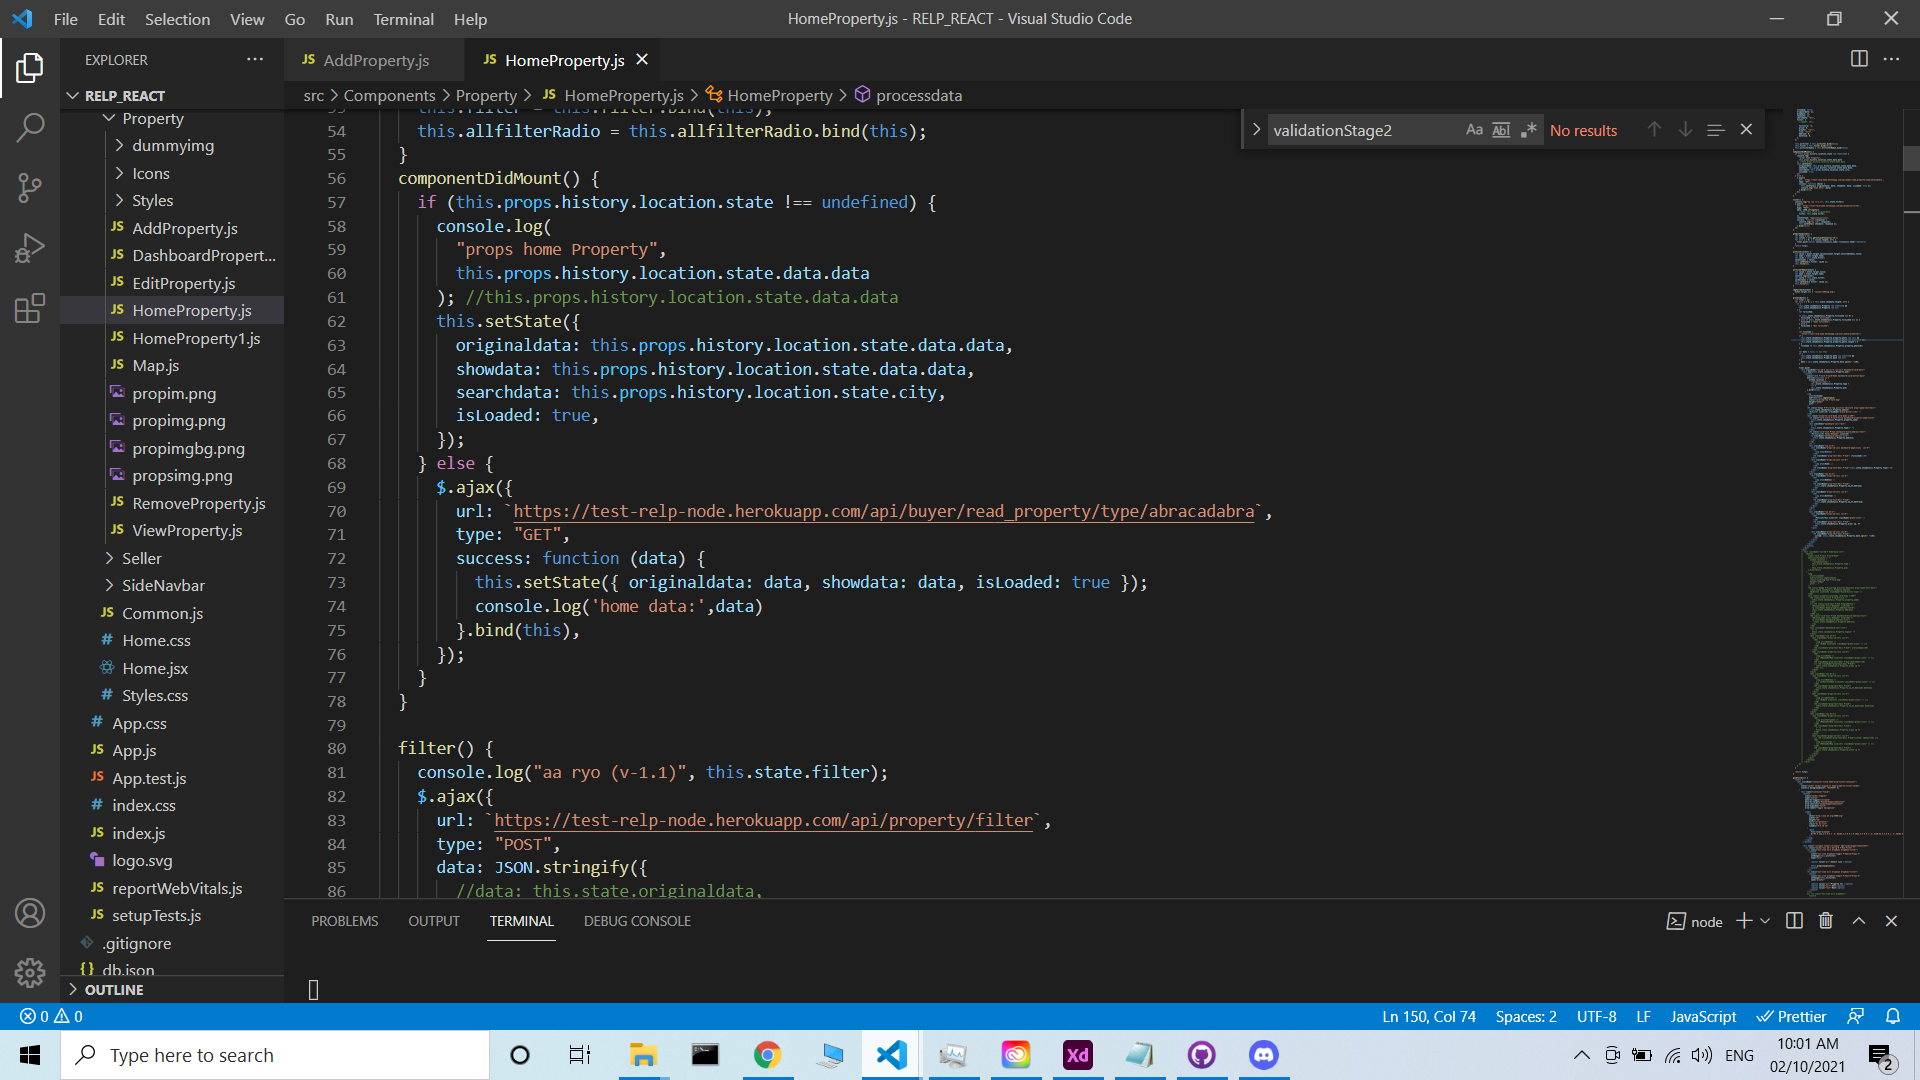 File Edit Selection View Go Run Terminal Help
HomeProperty.js - RELP_REACT - Visual Studio Code
EXPLORER
RELP_REACT
Property
dummyimg
Icons
Styles
AddProperty.js
DashboardPropert...
EditProperty.js
HomeProperty.js
HomeProperty1.js
Map.js
propim.png
propimg.png
propimgbg.png
propsimg.png
RemoveProperty.js
ViewProperty.js
Seller
SideNavbar
Common.js
Home.css
Home.jsx
Styles.css
App.css
App.js
App.test.js
index.css
index.js
logo.svg
reportWebVitals.js
setupTests.js
.gitignore
db.json
OUTLINE
JS AddProperty.js JS HomeProperty.js
src > Components > Property > JS HomeProperty.js > HomeProperty > processdata
validationStage2 Aa Abl No results
53 this.filter = this.filter.bind(this);
54 this.allfilterRadio = this.allfilterRadio.bind(this);
55 }
56 componentDidMount() {
57 if (this.props.history.location.state !== undefined) {
58 console.log(
59 "props home Property",
60 this.props.history.location.state.data.data
61 ); //this.props.history.location.state.data.data
62 this.setState({
63 originaldata: this.props.history.location.state.data.data,
64 showdata: this.props.history.location.state.data.data,
65 searchdata: this.props.history.location.state.city,
66 isLoaded: true,
67 });
68 } else {
69 $.ajax({
70 url: `https://test-relp-node.herokuapp.com/api/buyer/read_property/type/abracadabra`,
71 type: "GET",
72 success: function (data) {
73 this.setState({ originaldata: data, showdata: data, isLoaded: true });
74 console.log('home data:',data)
75 }.bind(this),
76 });
77 }
78 }
79
80 filter() {
81 console.log("aa ryo (v-1.1)", this.state.filter);
82 $.ajax({
83 url: `https://test-relp-node.herokuapp.com/api/property/filter`,
84 type: "POST",
85 data: JSON.stringify({
86 //data: this.state.originaldata,
PROBLEMS OUTPUT TERMINAL DEBUG CONSOLE
node
0 0
Ln 150, Col 74 Spaces: 2 UTF-8 LF JavaScript Prettier
Type here to search
Xd
ENG
10:01 AM
02/10/2021
2